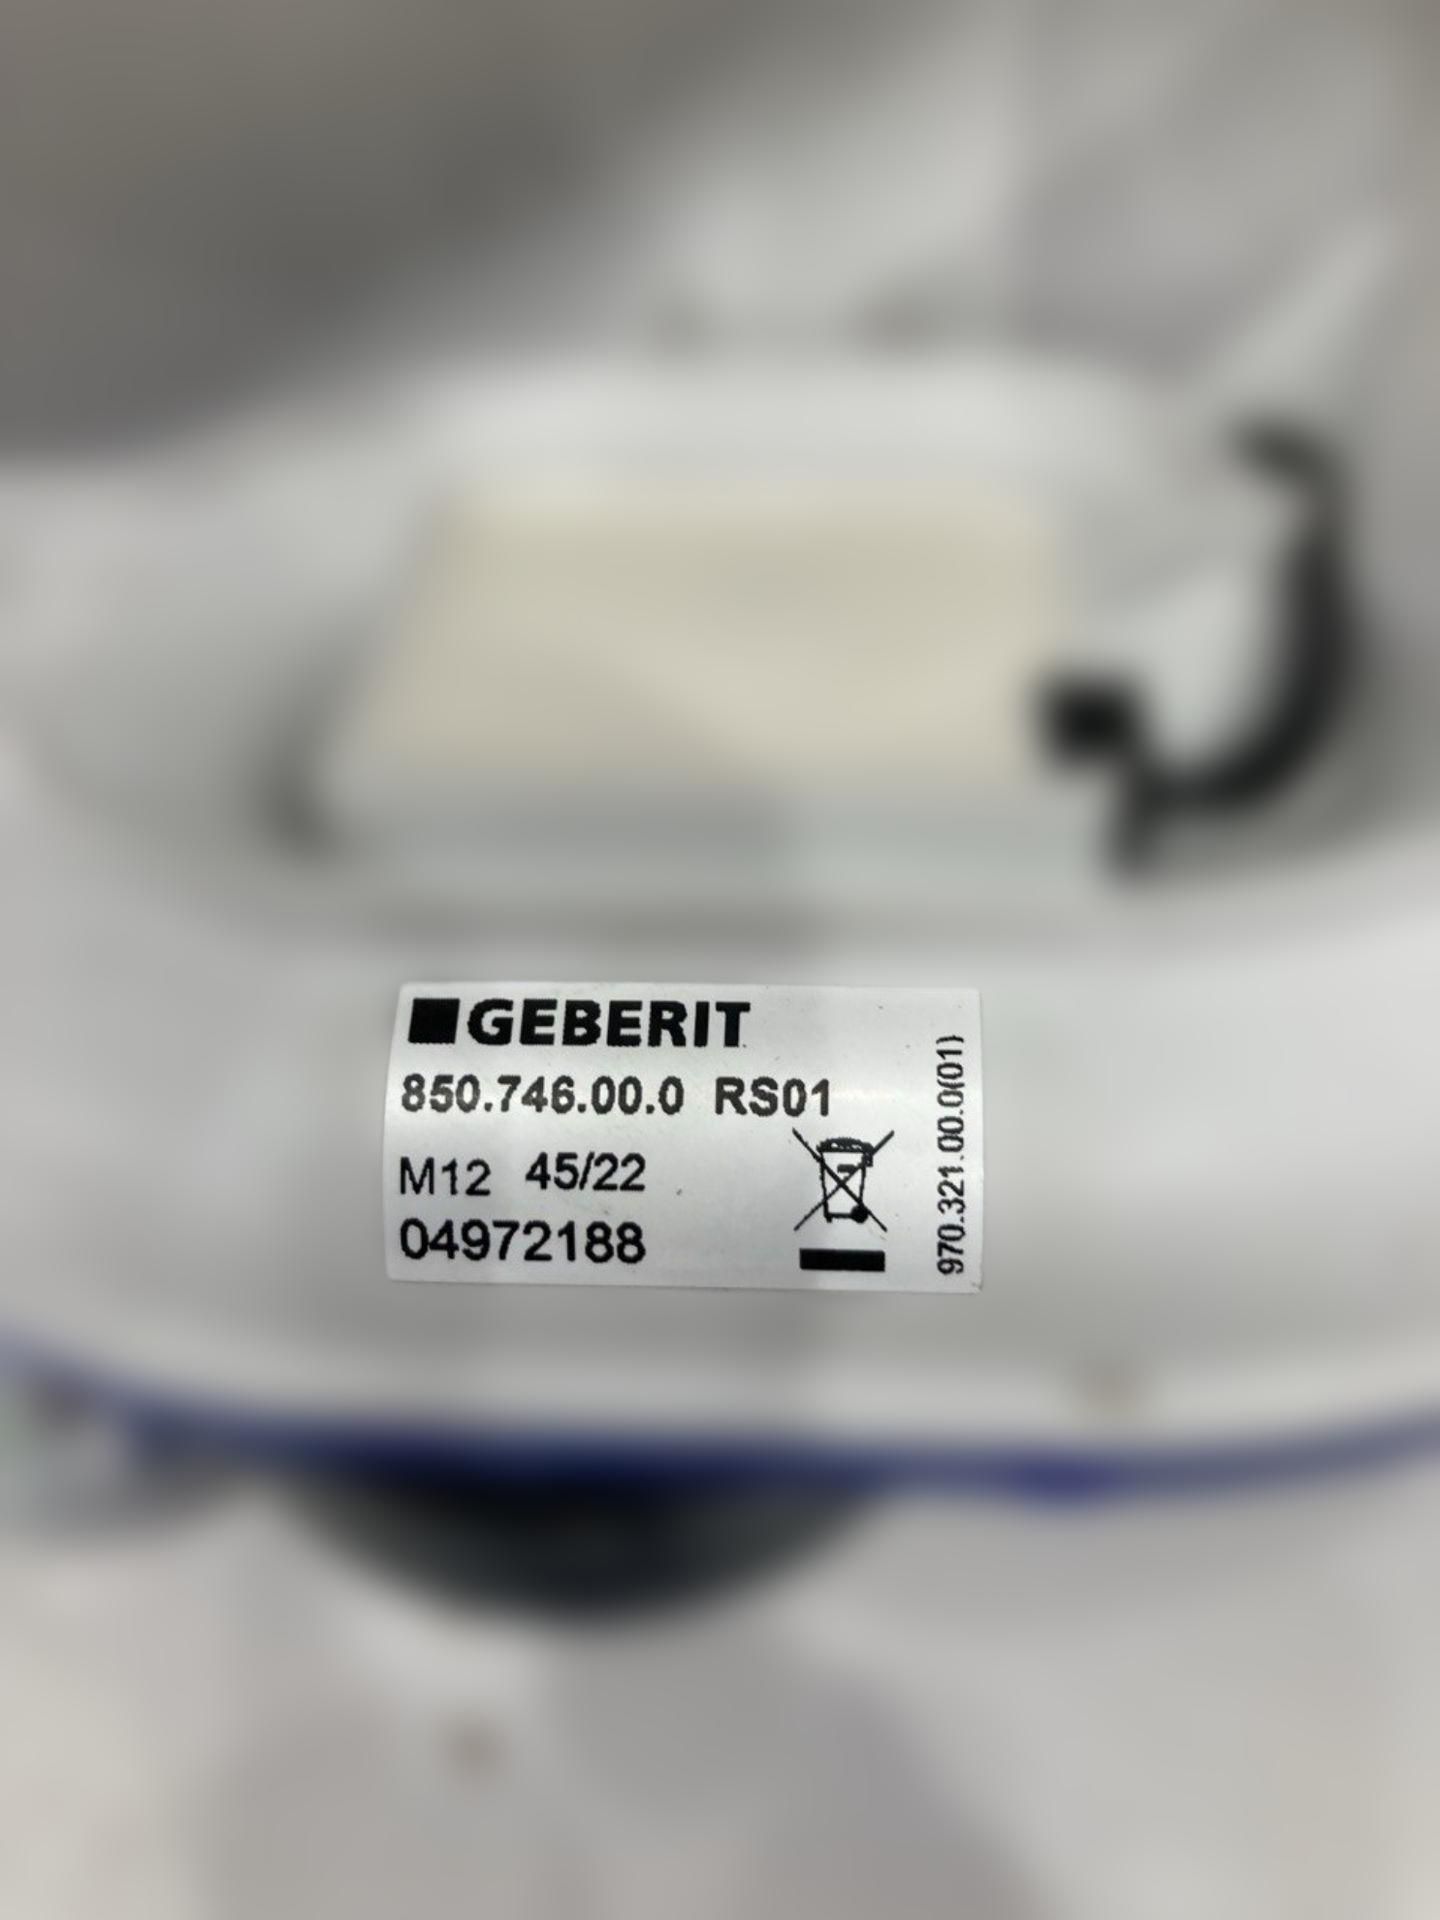 GEBERIT
850.746.00.0 RS01
M12 45/22
04972188
970.321.00.0(01)